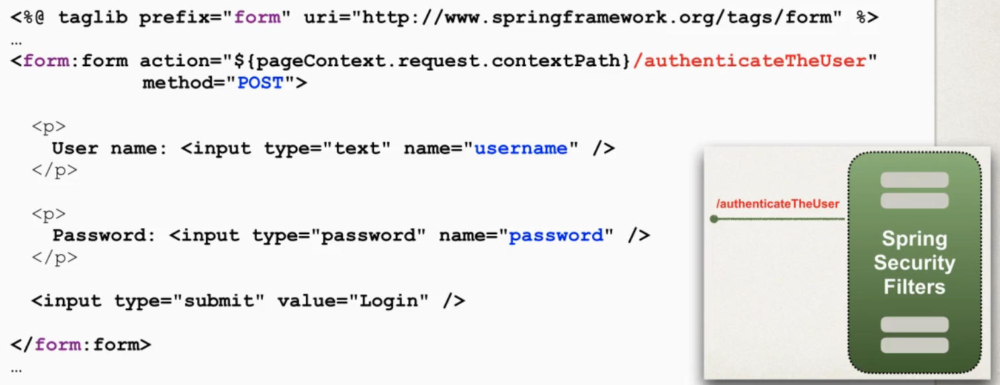 <%@ taglib prefix="form" uri="http://www.springframework.org/tags/form" %>
…
<form:form action="${pageContext.request.contextPath}/authenticateTheUser"
method="POST">
<p>
User name: <input type="text" name="username" />
</p>
<p>
Password: <input type="password" name="password" />
</p>
<input type="submit" value="Login" />
</form:form>
…
/authenticateTheUser
Spring
Security
Filters